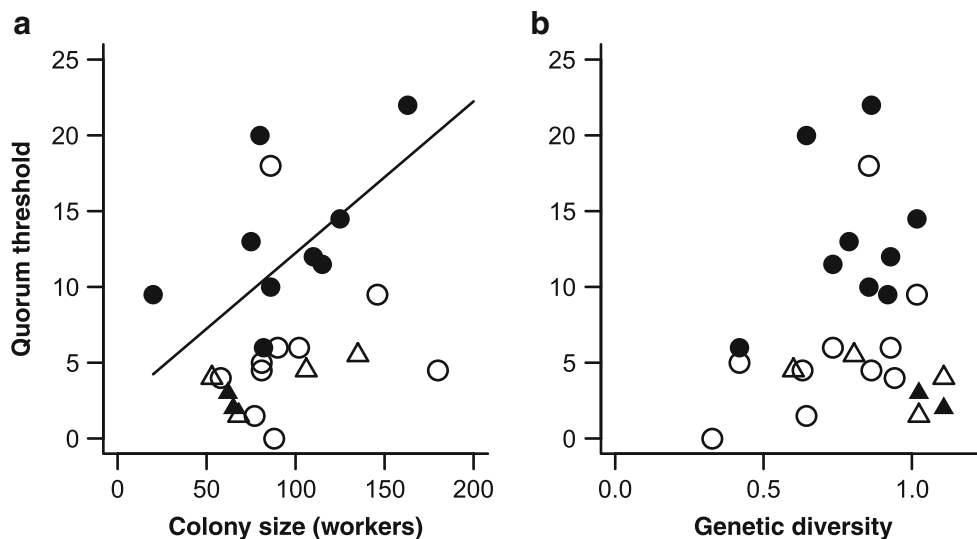 a
b
Quorum threshold
25
20
15
10
5
0
0 50 100 150 200
Colony size (workers)
25
20
15
10
5
0
0.0 0.5 1.0
Genetic diversity